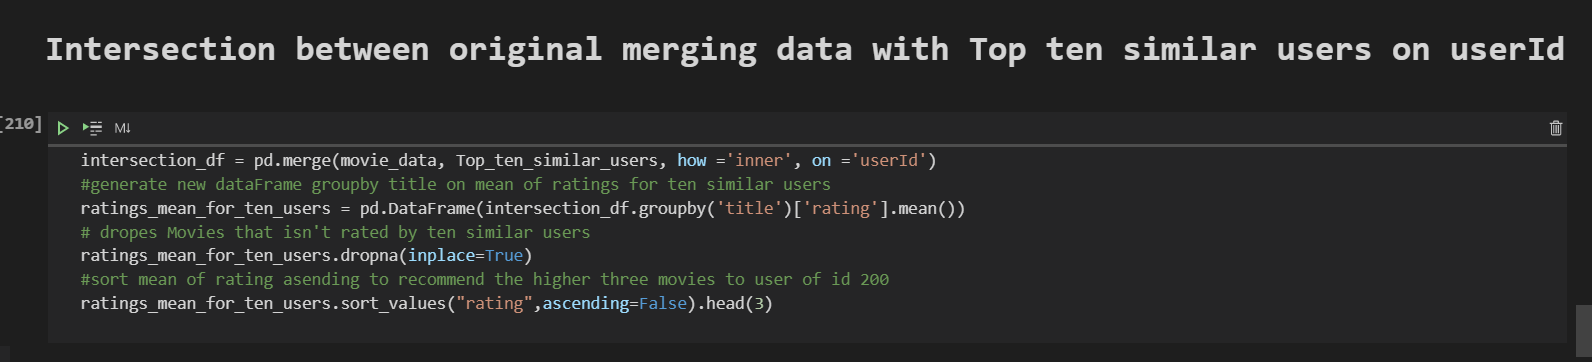 Intersection between original merging data with Top ten similar users on userId
[210]
M↓
intersection_df = pd.merge(movie_data, Top_ten_similar_users, how ='inner', on ='userId')
#generate new dataFrame groupby title on mean of ratings for ten similar users
ratings_mean_for_ten_users = pd.DataFrame(intersection_df.groupby('title')['rating'].mean())
# dropes Movies that isn't rated by ten similar users
ratings_mean_for_ten_users.dropna(inplace=True)
#sort mean of rating asending to recommend the higher three movies to user of id 200
ratings_mean_for_ten_users.sort_values("rating",ascending=False).head(3)